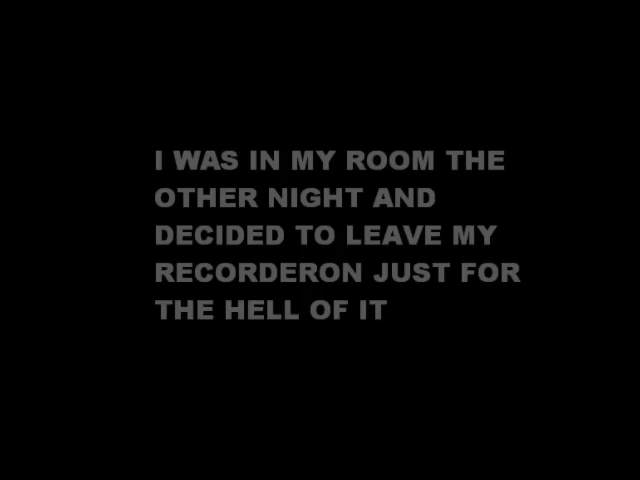 I WAS IN MY ROOM THE
OTHER NIGHT AND
DECIDED TO LEAVE MY
RECORDERON JUST FOR
THE HELL OF IT